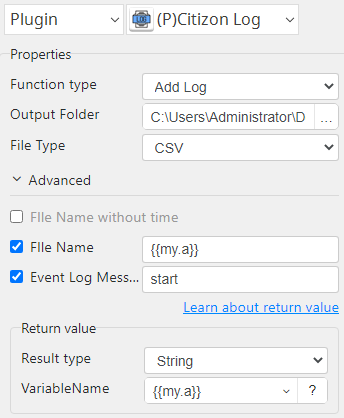 Plugin (P)Citizon Log
Properties
Function type Add Log
Output Folder C:\Users\Administrator\D ...
File Type CSV
Advanced
FIle Name without time
FIle Name {{my.a}}
Event Log Mess... start
Learn about return value
Return value
Result type String
VariableName {{my.a}} ?